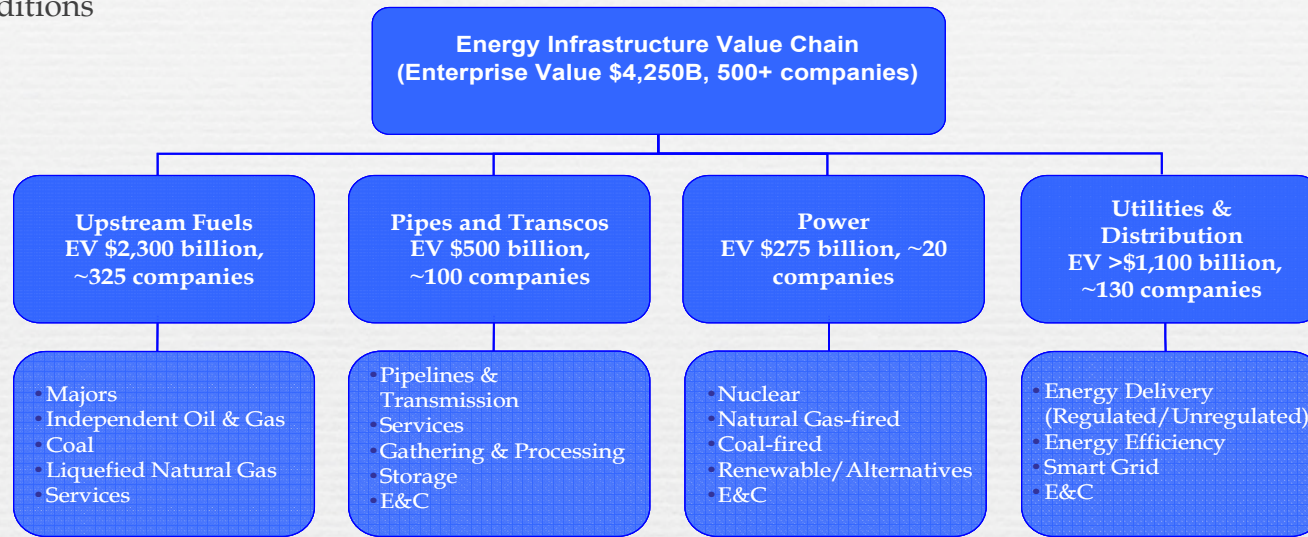 ditions
Energy Infrastructure Value Chain
(Enterprise Value $4,250B, 500+ companies)
Upstream Fuels
EV $2,300 billion,
~325 companies
Pipes and Transcos
EV $500 billion,
~100 companies
Power
EV $275 billion, ~20
companies
Utilities &
Distribution
EV >$1,100 billion,
~130 companies
•Majors
•Independent Oil & Gas
•Coal
•Liquefied Natural Gas
•Services
•Pipelines &
Transmission
•Services
•Gathering & Processing
•Storage
•E&C
•Nuclear
•Natural Gas-fired
•Coal-fired
•Renewable/Alternatives
•E&C
•Energy Delivery
(Regulated/Unregulated)
•Energy Efficiency
•Smart Grid
•E&C